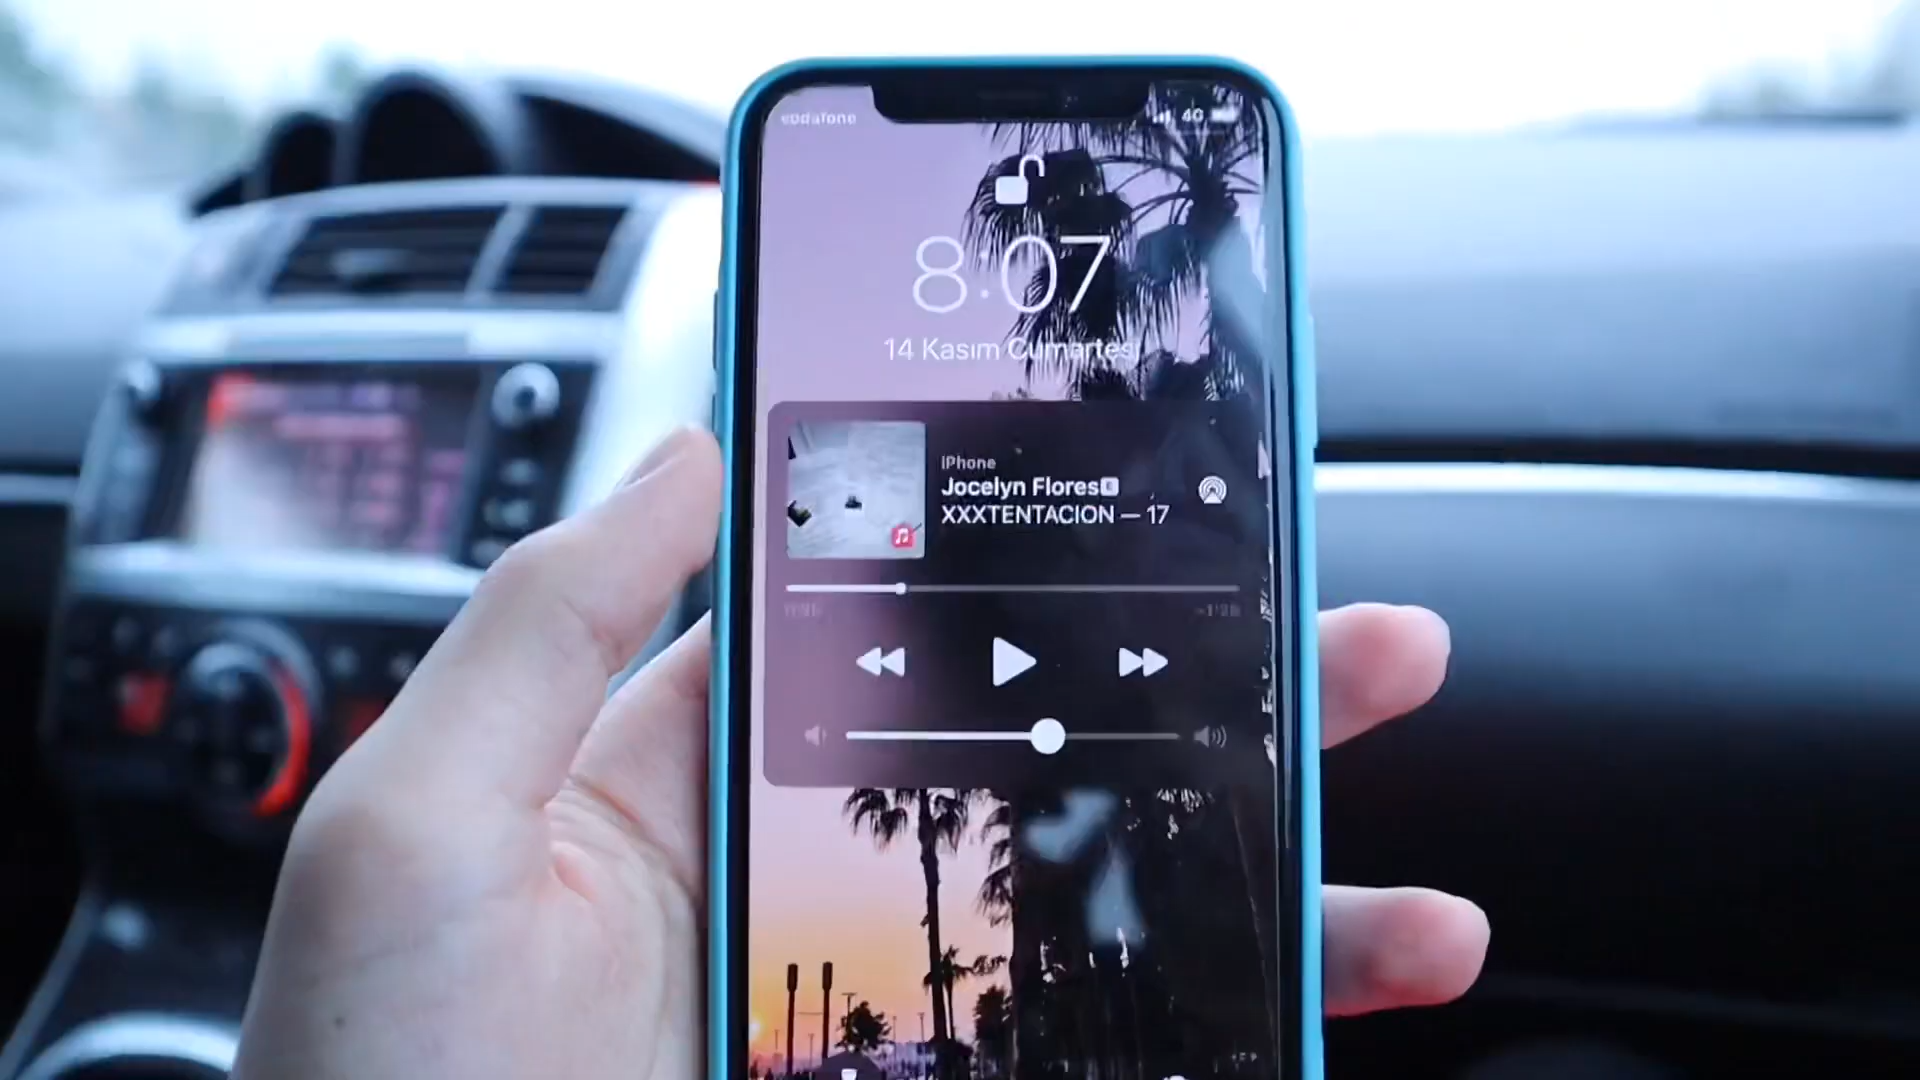 vodafone
4G
8:07
14 Kasım Cumartesi
iPhone
Jocelyn Flores E
XXXTENTACION — 17